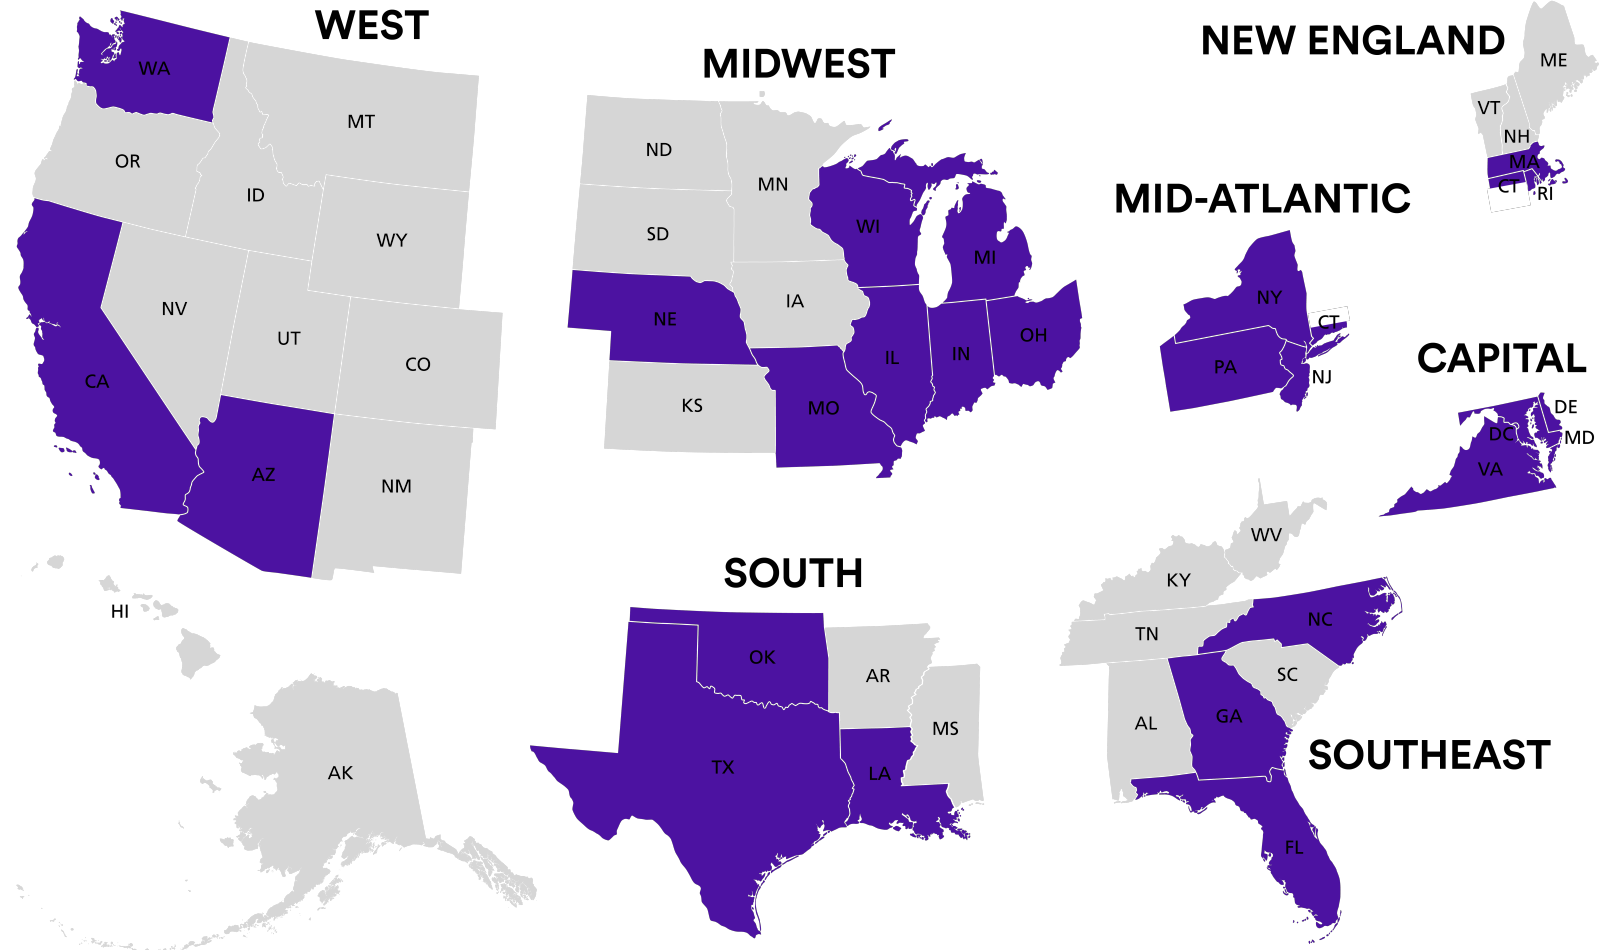 WEST
WA
MT
OR
ID
WY
NV
UT
CO
CA
AZ
NM
HI
AK
MIDWEST
ND
MN
SD
WI
MI
IA
NE
OH
IN
IL
KS
MO
SOUTH
OK
AR
MS
TX
LA
NEW ENGLAND
ME
VT
NH
MA
CT
RI
MID-ATLANTIC
NY
CT
PA
NJ
CAPITAL
DE
DC
MD
VA
WV
KY
NC
TN
SC
GA
AL
SOUTHEAST
FL